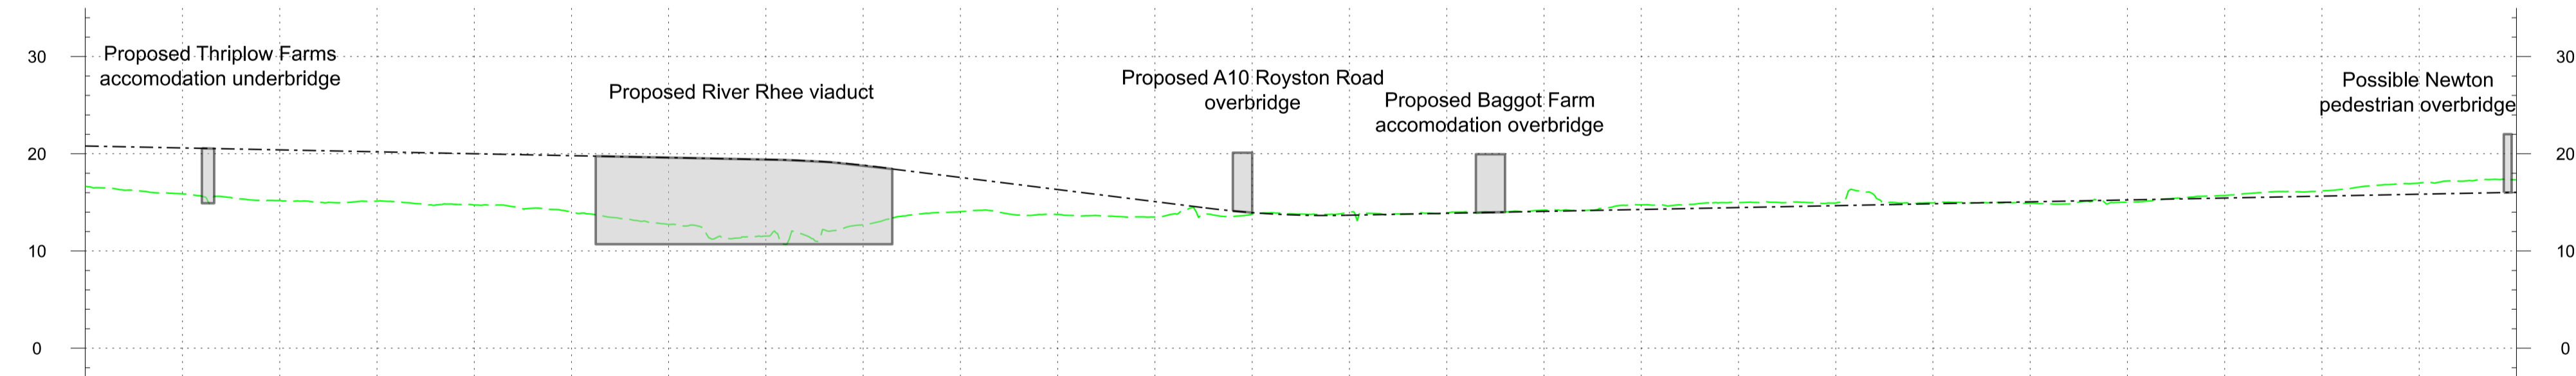 Proposed Thriplow Farms
accomodation underbridge
Proposed River Rhee viaduct
Proposed A10 Royston Road
overbridge
Proposed Baggot Farm
accomodation overbridge
Possible Newton
pedestrian overbridge
30
30
20
20
10
10
0
0